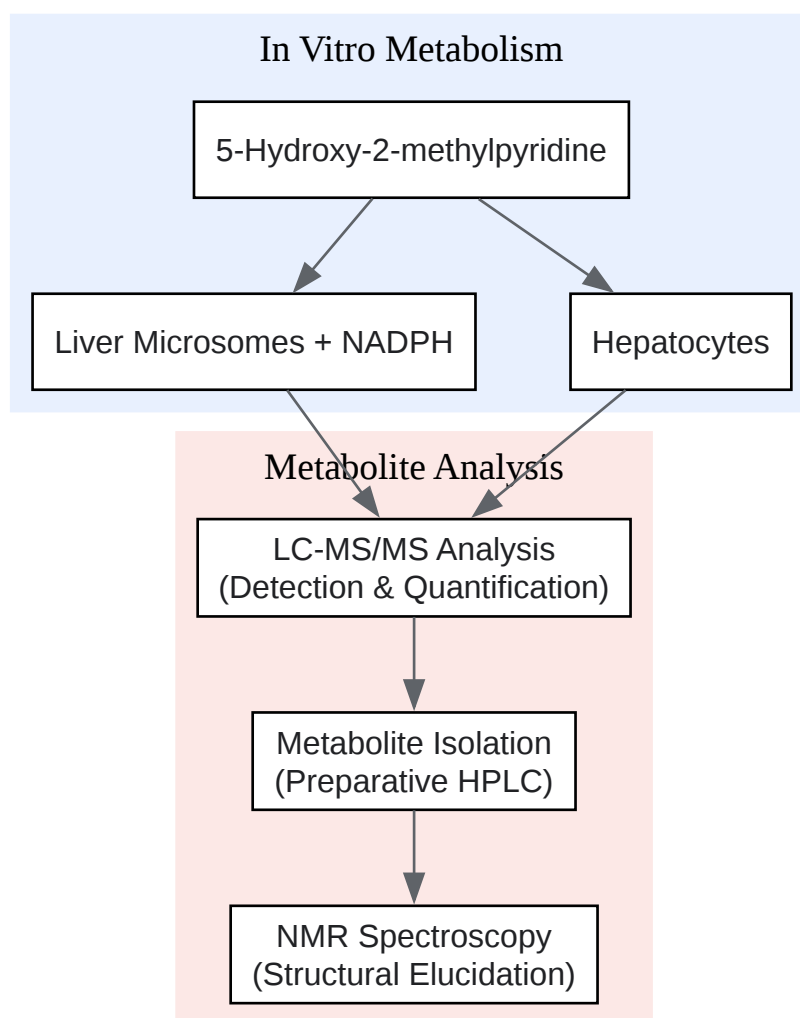 In Vitro Metabolism
5-Hydroxy-2-methylpyridine
Liver Microsomes + NADPH
Hepatocytes
Metabolite Analysis
LC-MS/MS Analysis
(Detection & Quantification)
Metabolite Isolation
(Preparative HPLC)
NMR Spectroscopy
(Structural Elucidation)